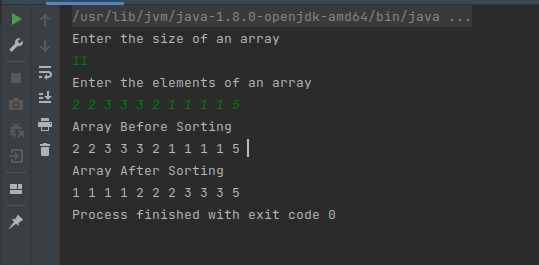 /usr/lib/jvm/java-1.8.0-openjdk-amd64/bin/java ...
Enter the size of an array
11
Enter the elements of an array
2 2 3 3 3 2 1 1 1 1 5
Array Before Sorting
2 2 3 3 3 2 1 1 1 1 5
Array After Sorting
1 1 1 1 2 2 2 3 3 3 5
Process finished with exit code 0